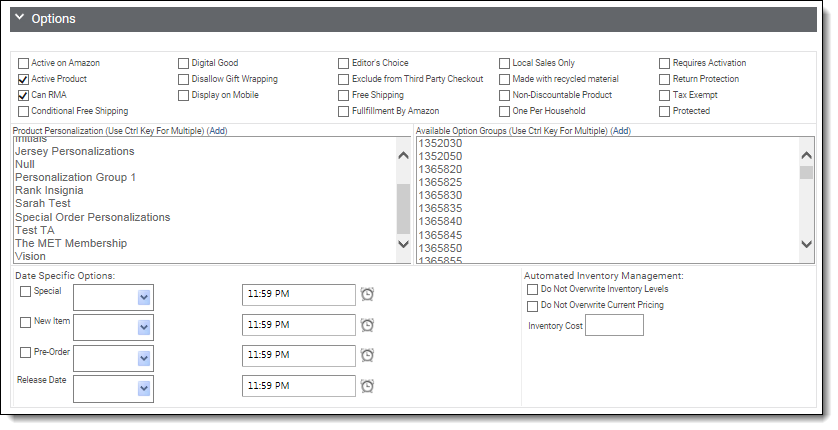 Options
Active on Amazon Digital Good Editor's Choice Local Sales Only Requires Activation
Active Product Disallow Gift Wrapping Exclude from Third Party Checkout Made with recycled material Return Protection
Can RMA Display on Mobile Free Shipping Non-Discountable Product Tax Exempt
Conditional Free Shipping Fullfillment By Amazon One Per Household Protected
Product Personalization (Use Ctrl Key For Multiple) (Add)
Initials
Jersey Personalizations
Null
Personalization Group 1
Rank Insignia
Sarah Test
Special Order Personalizations
Test TA
The MET Membership
Vision
Available Option Groups (Use Ctrl Key For Multiple) (Add)
1352030
1352050
1365820
1365825
1365830
1365835
1365840
1365845
1365850
1365855
Date Specific Options:
Special 11:59 PM
New Item 11:59 PM
Pre-Order 11:59 PM
Release Date 11:59 PM
Automated Inventory Management:
Do Not Overwrite Inventory Levels
Do Not Overwrite Current Pricing
Inventory Cost